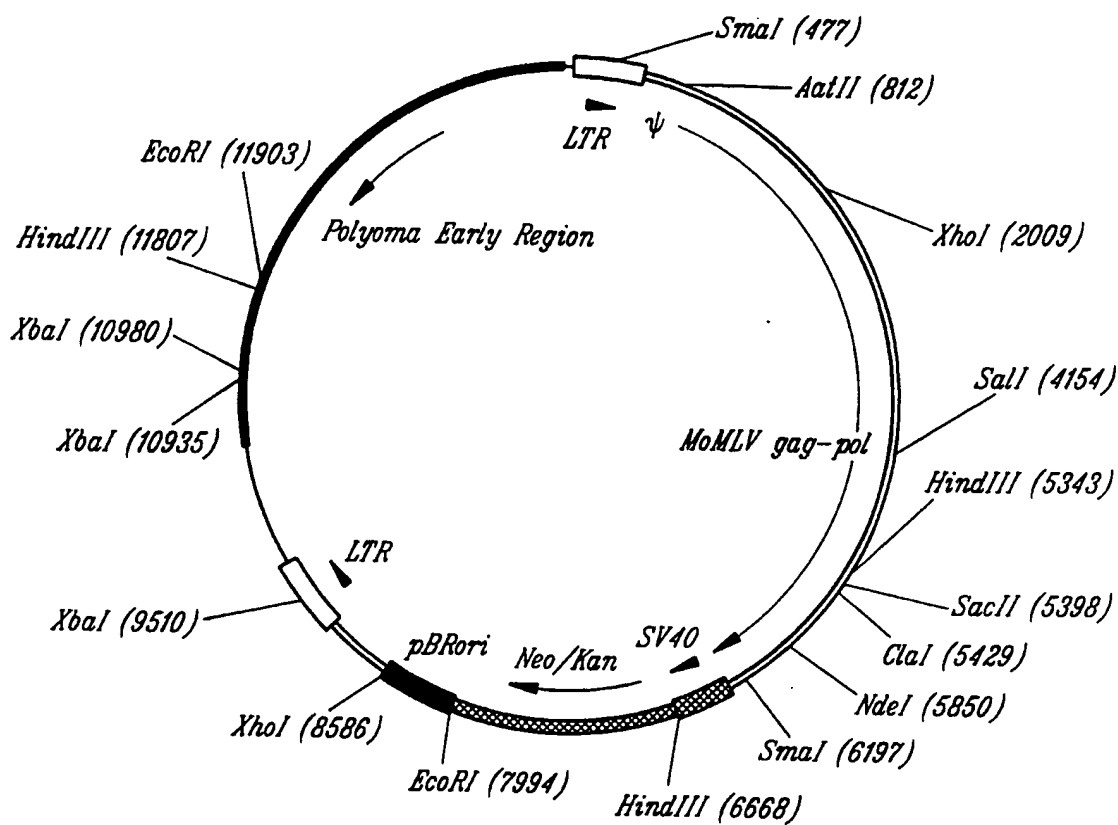 SmaI (477)
AatII (812)
LTR
ψ
EcoRI (11903)
HindIII (11807)
Polyoma Early Region
XhoI (2009)
XbaI (10980)
SalI (4154)
XbaI (10935)
MoMLV gag-pol
HindIII (5343)
LTR
SacII (5398)
XbaI (9510)
pBRori
Neo/Kan
SV40
ClaI (5429)
NdeI (5850)
XhoI (8586)
SmaI (6197)
EcoRI (7994)
HindIII (6668)